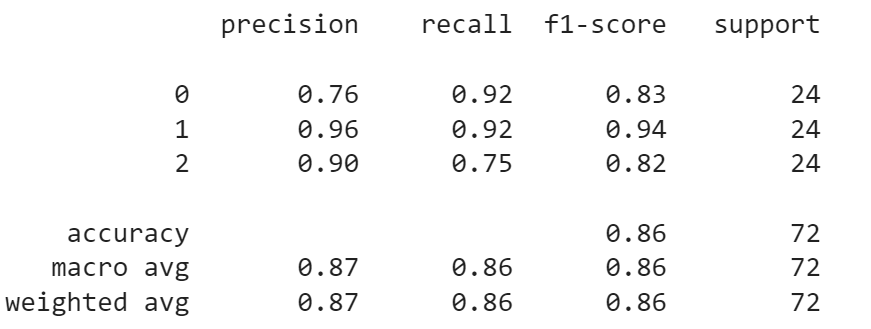 precision recall f1-score support
0 0.76 0.92 0.83 24
1 0.96 0.92 0.94 24
2 0.90 0.75 0.82 24
accuracy 0.86 72
macro avg 0.87 0.86 0.86 72
weighted avg 0.87 0.86 0.86 72